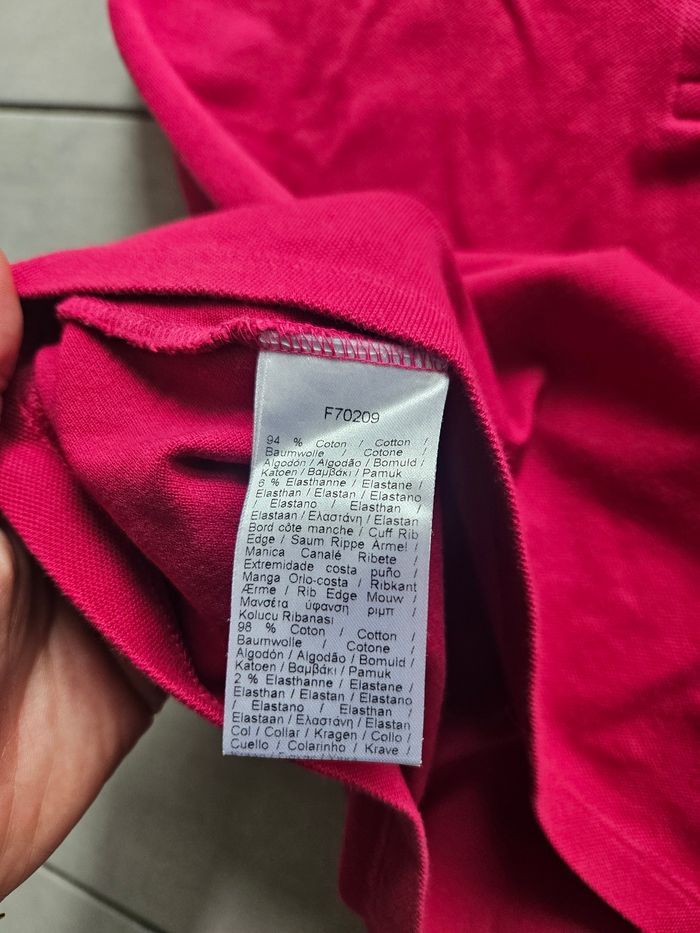 F70209
94 % Coton / Cotton /
Baumwolle / Cotone /
Algodón / Algodão / Bomuld /
Katoen / Βαμβάκι / Pamuk
6 % Elasthanne / Elastane /
Elasthan / Elastan / Elastano
/ Elastano / Elasthan /
Elastaan / Ελαστάνη / Elastan
Bord côte manche / Cuff Rib
Edge / Saum Rippe Ärmel /
Manica Canalé Ribete /
Extremidade costa puño /
Manga Orlo-costa / Ribkant
Ærme / Rib Edge Mouw /
Μανσέτα ύφανση ριμπ /
Kolucu Ribanasi
98 % Coton / Cotton /
Baumwolle / Cotone /
Algodón / Algodão / Bomuld /
Katoen / Βαμβάκι / Pamuk
2 % Elasthanne / Elastane /
Elasthan / Elastan / Elastano
/ Elastano / Elasthan /
Elastaan / Ελαστάνη / Elastan
Col / Collar / Kragen / Collo /
Cuello / Colarinho / Krave /